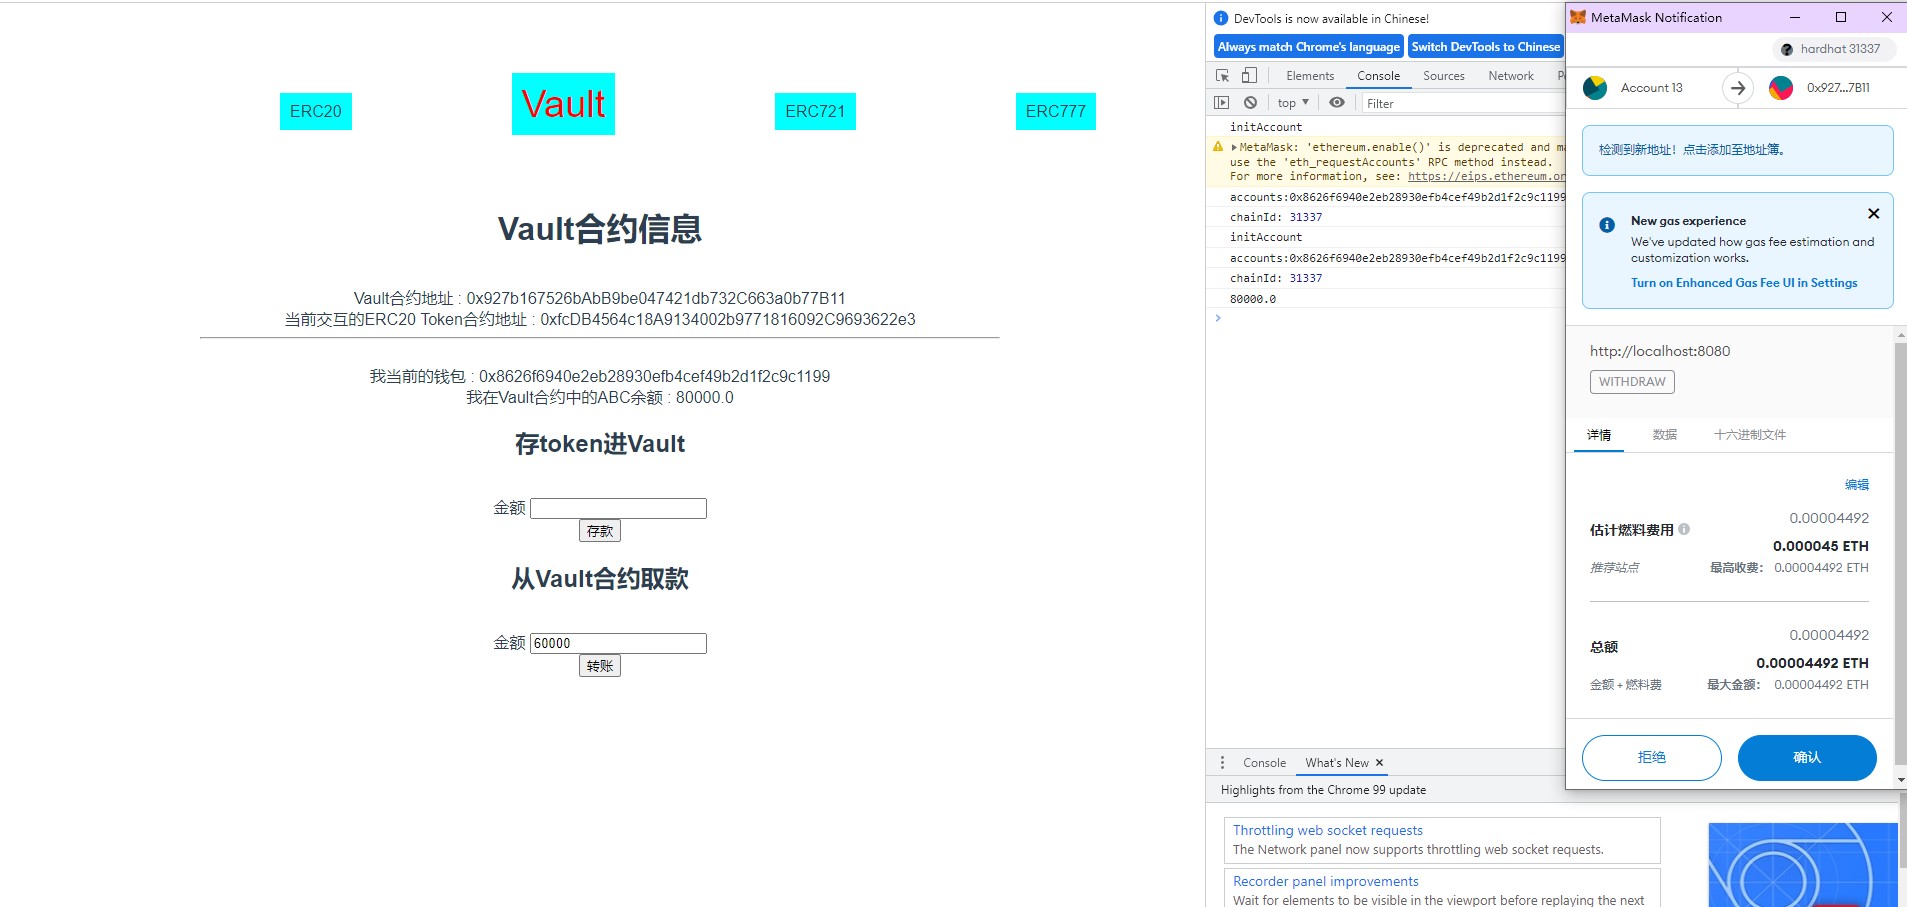 ERC20
Vault
ERC721
ERC777
Vault合约信息
Vault合约地址 : 0x927b167526bAbB9be047421db732C663a0b77B11
当前交互的ERC20 Token合约地址 : 0xfcDB4564c18A9134002b9771816092C9693622e3
我当前的钱包 : 0x8626f6940e2eb28930efb4cef49b2d1f2c9c1199
我在Vault合约中的ABC余额 : 80000.0
存token进Vault
金额
存款
从Vault合约取款
金额 60000
转账
DevTools is now available in Chinese!
Always match Chrome's language
Switch DevTools to Chinese
Elements
Console
Sources
Network
top
Filter
initAccount
MetaMask: 'ethereum.enable()' is deprecated and
use the 'eth_requestAccounts' RPC method instead.
For more information, see: https://eips.ethereum.or
accounts:0x8626f6940e2eb28930efb4cef49b2d1f2c9c1199
chainId: 31337
initAccount
accounts:0x8626f6940e2eb28930efb4cef49b2d1f2c9c1199
chainId: 31337
80000.0
Console
What's New
Highlights from the Chrome 99 update
Throttling web socket requests
The Network panel now supports throttling web socket requests.
Recorder panel improvements
Wait for elements to be visible in the viewport before replaying the next
MetaMask Notification
hardhat 31337
Account 13
0x927...7B11
检测到新地址！点击添加至地址簿。
New gas experience
We've updated how gas fee estimation and
customization works.
Turn on Enhanced Gas Fee UI in Settings
http://localhost:8080
WITHDRAW
详情
数据
十六进制文件
编辑
0.00004492
估计燃料费用
0.000045 ETH
推荐站点
最高收费： 0.00004492 ETH
0.00004492
总额
0.00004492 ETH
金额 + 燃料费
最大金额： 0.00004492 ETH
拒绝
确认